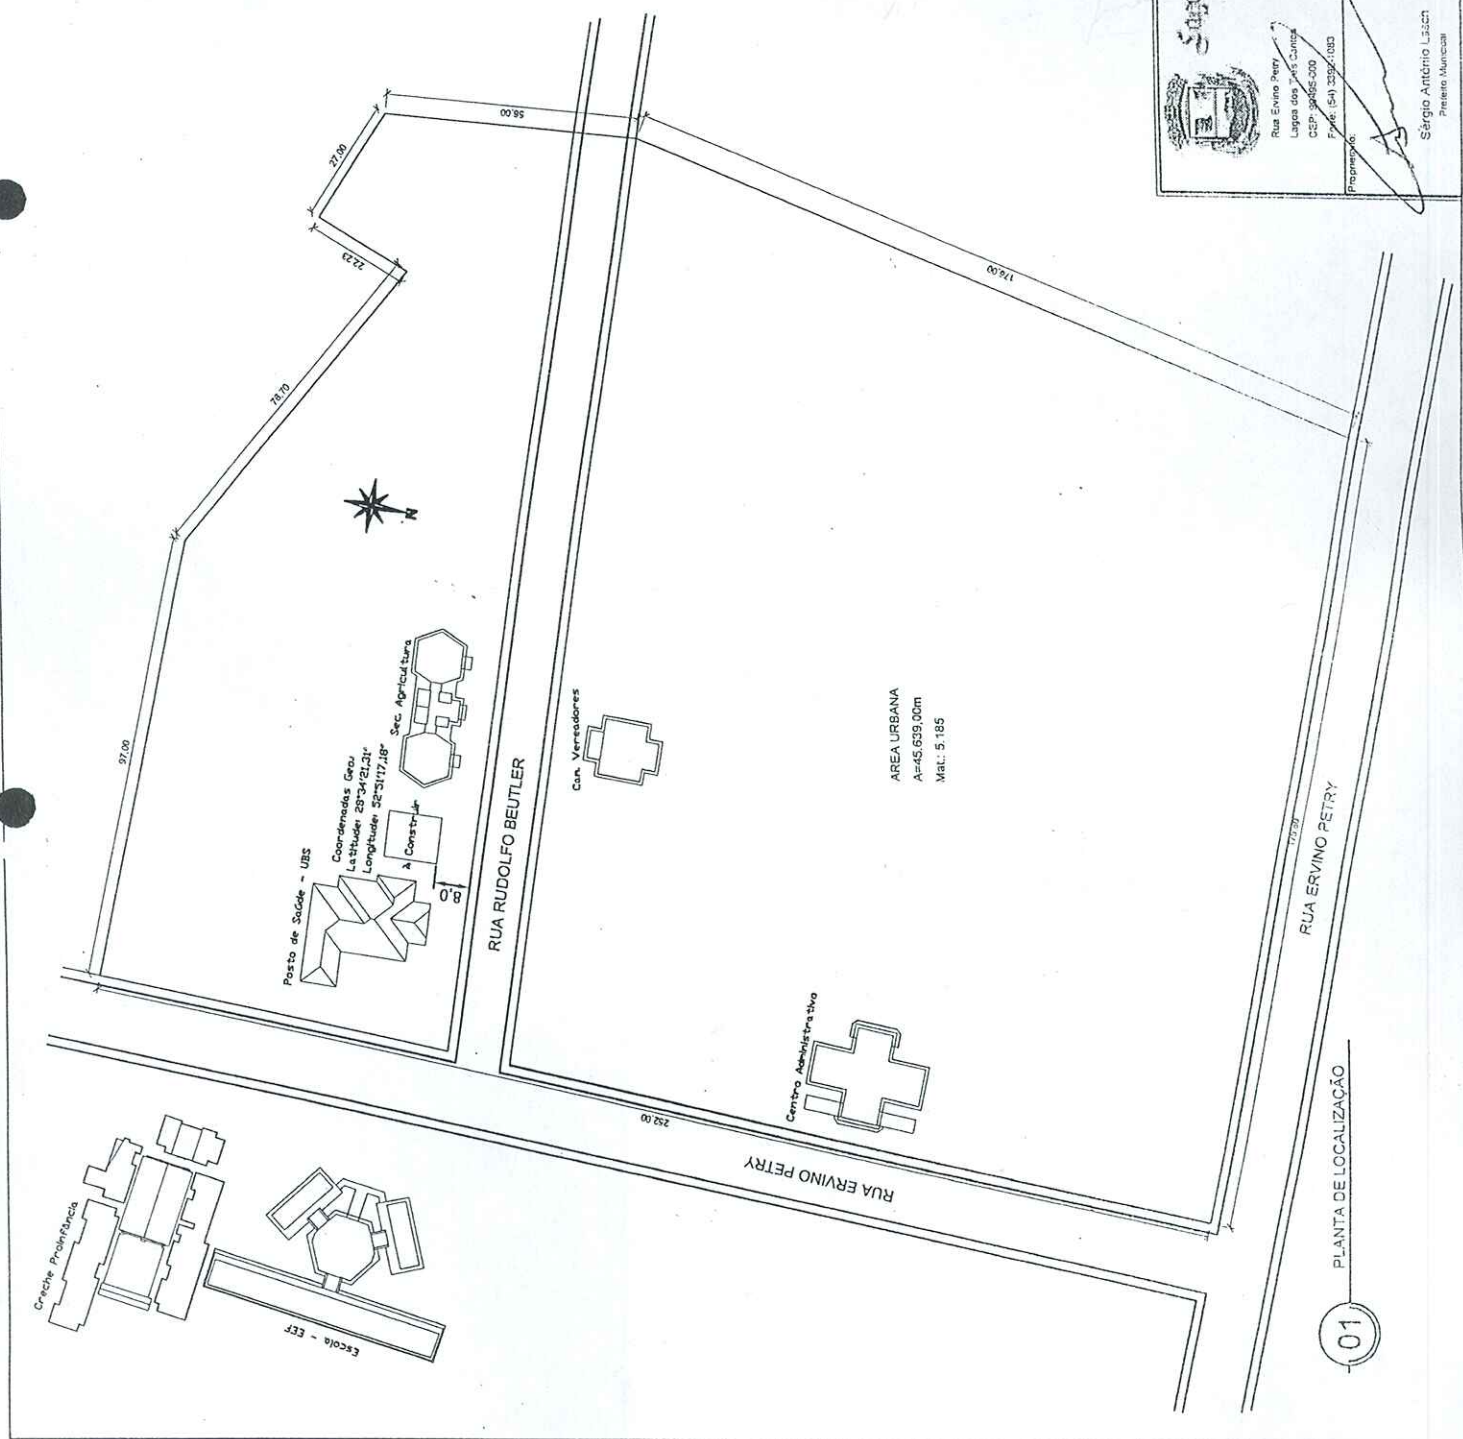 Creche Proinfância
Escola - EEF
Posto de Saúde - UBS
Coordenadas Geo:
Latitude: 28°34'21,31"
Longitude: 52°51'17,18"
Sec. Agricultura
À Construir
8,0
97,00
78,70
22,23
27,00
56,00
N
RUA RUDOLFO BEUTLER
Cam. Vereadores
AREA URBANA
A=45.639,00m
Mat.: 5.185
176,00
Centro Administrativo
252,00
RUA ERVINO PETRY
RUA ERVINO PETRY
01
PLANTA DE LOCALIZAÇÃO
Rua Ervino Petry
Lagoa dos Três Cantos
CEP: 99495-000
Fone: (54) 3392-1083
Proprietário:
Sérgio Antônio Lasch
Prefeito Municipal